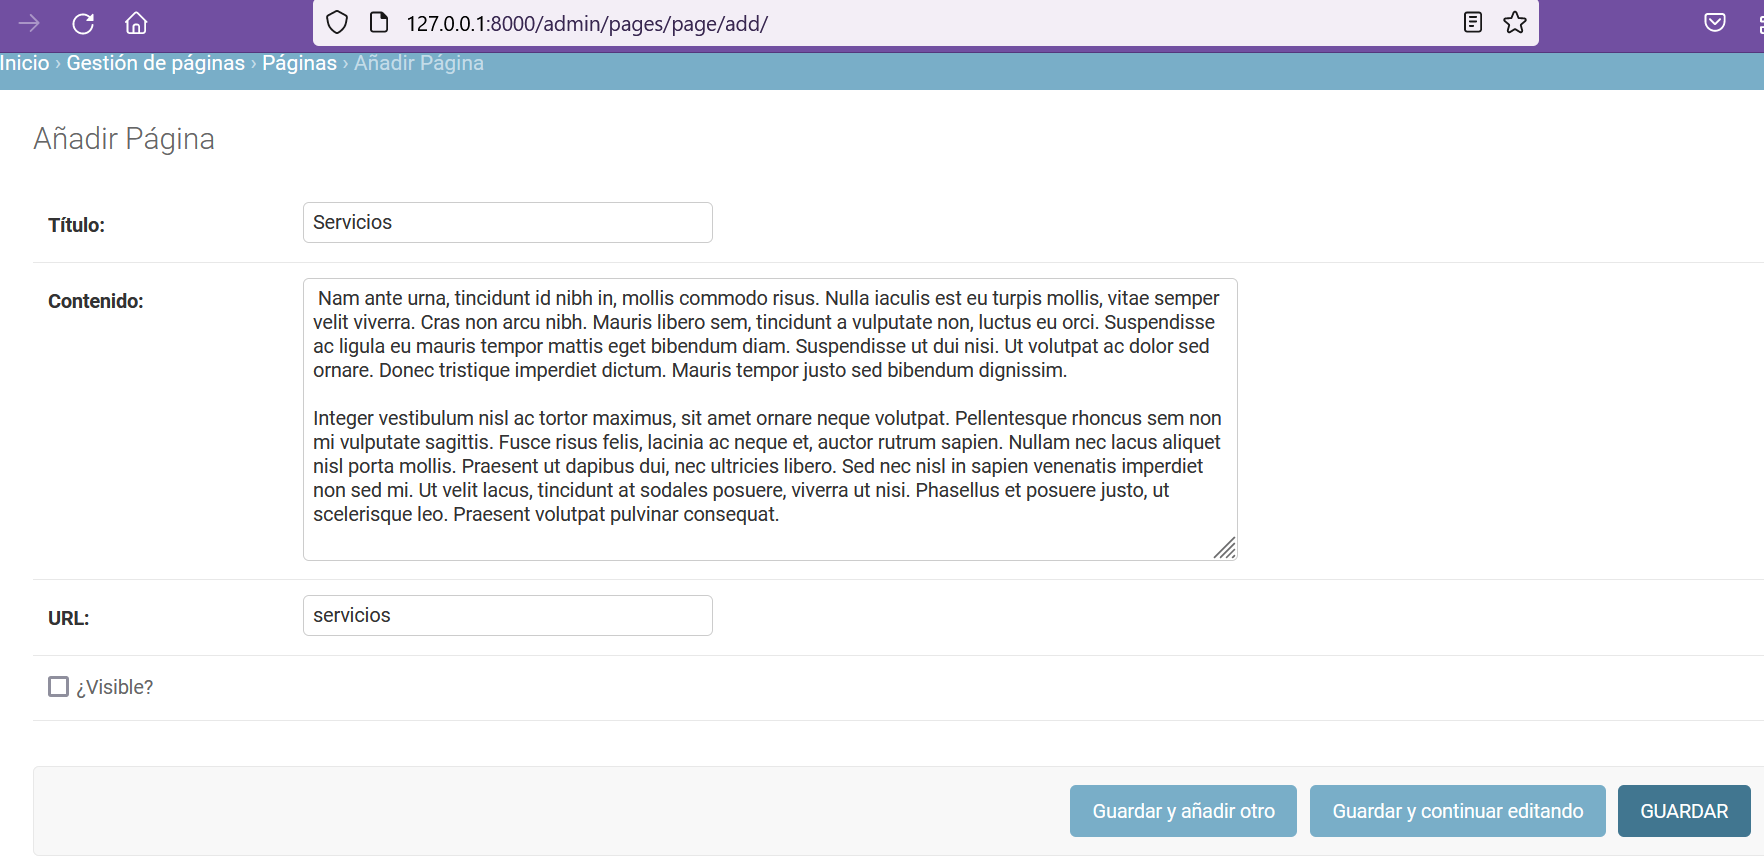 127.0.0.1:8000/admin/pages/page/add/
Inicio › Gestión de páginas › Páginas › Añadir Página
Añadir Página
Título:
Servicios
Contenido:
Nam ante urna, tincidunt id nibh in, mollis commodo risus. Nulla iaculis est eu turpis mollis, vitae semper
velit viverra. Cras non arcu nibh. Mauris libero sem, tincidunt a vulputate non, luctus eu orci. Suspendisse
ac ligula eu mauris tempor mattis eget bibendum diam. Suspendisse ut dui nisi. Ut volutpat ac dolor sed
ornare. Donec tristique imperdiet dictum. Mauris tempor justo sed bibendum dignissim.
Integer vestibulum nisl ac tortor maximus, sit amet ornare neque volutpat. Pellentesque rhoncus sem non
mi vulputate sagittis. Fusce risus felis, lacinia ac neque et, auctor rutrum sapien. Nullam nec lacus aliquet
nisl porta mollis. Praesent ut dapibus dui, nec ultricies libero. Sed nec nisl in sapien venenatis imperdiet
non sed mi. Ut velit lacus, tincidunt at sodales posuere, viverra ut nisi. Phasellus et posuere justo, ut
scelerisque leo. Praesent volutpat pulvinar consequat.
URL:
servicios
¿Visible?
Guardar y añadir otro
Guardar y continuar editando
GUARDAR